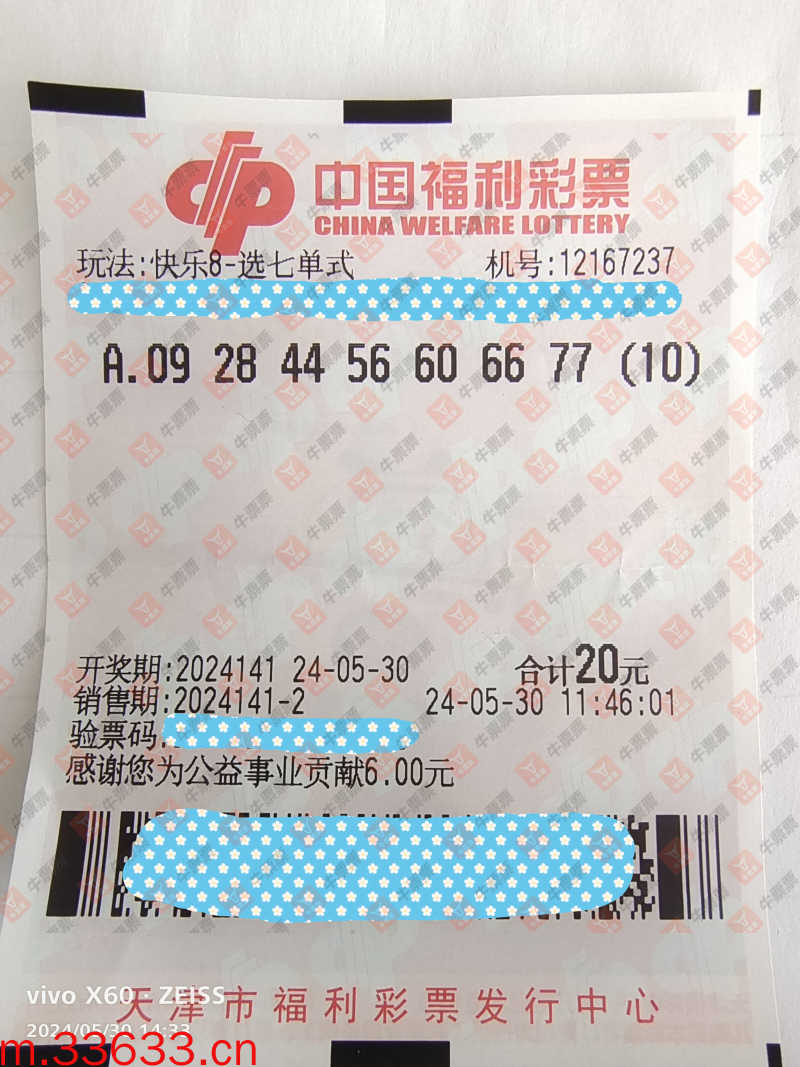 中国福利彩票
CHINA WELFARE LOTTERY
玩法:快乐8-选七单式 机号:12167237
A.09 28 44 56 60 66 77 (10)
开奖期:2024141 24-05-30 合计20元
销售期:2024141-2 24-05-30 11:46:01
验票码:
感谢您为公益事业贡献6.00元
vivo X60 · ZEISS
天津市福利彩票发行中心
2024/05/30 14:33
m.33633.cn
牛票票